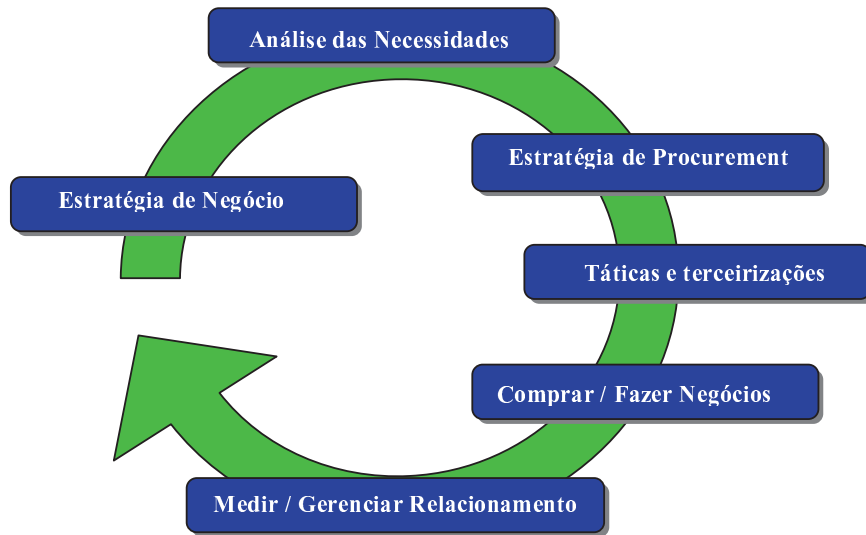 Análise das Necessidades
Estratégia de Procurement
Estratégia de Negócio
Táticas e terceirizações
Comprar / Fazer Negócios
Medir / Gerenciar Relacionamento